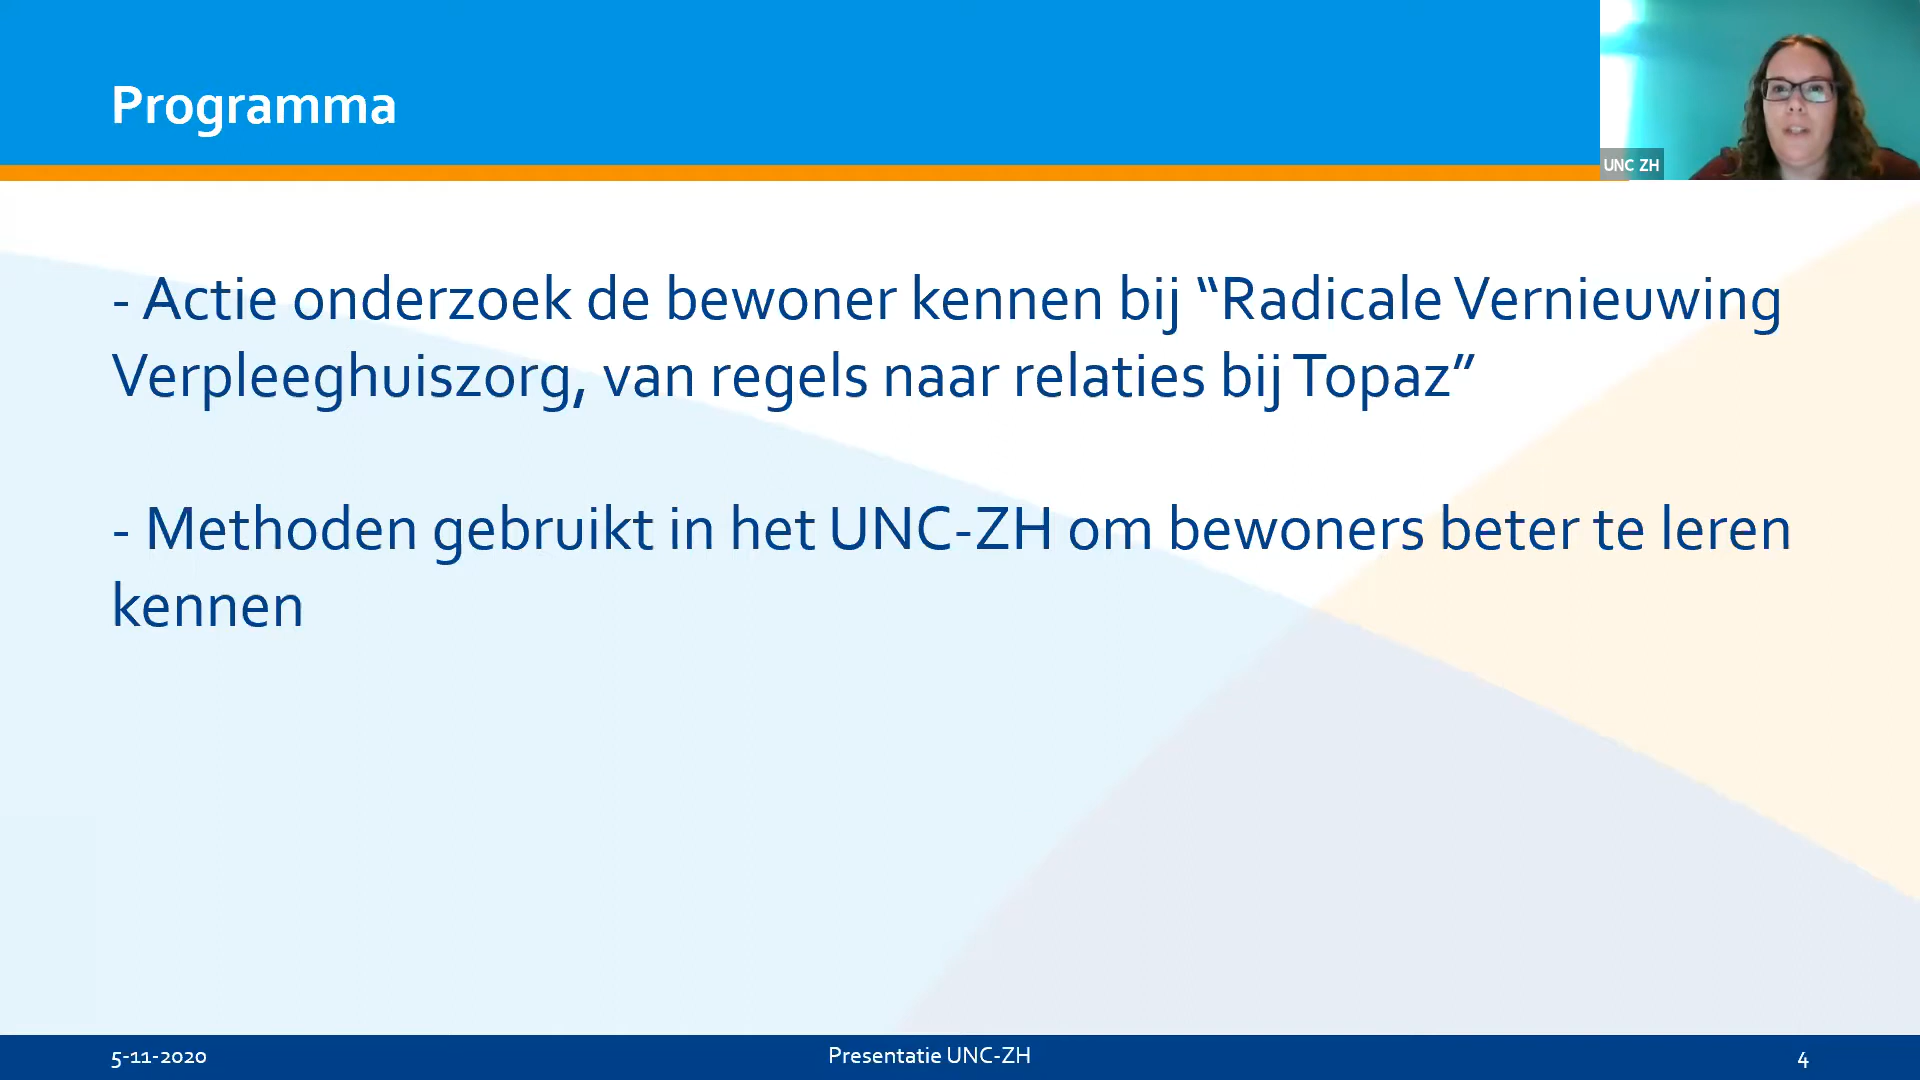 Programma
UNC ZH
- Actie onderzoek de bewoner kennen bij “Radicale Vernieuwing
Verpleeghuiszorg, van regels naar relaties bij Topaz”
- Methoden gebruikt in het UNC-ZH om bewoners beter te leren
kennen
5-11-2020
Presentatie UNC-ZH
4